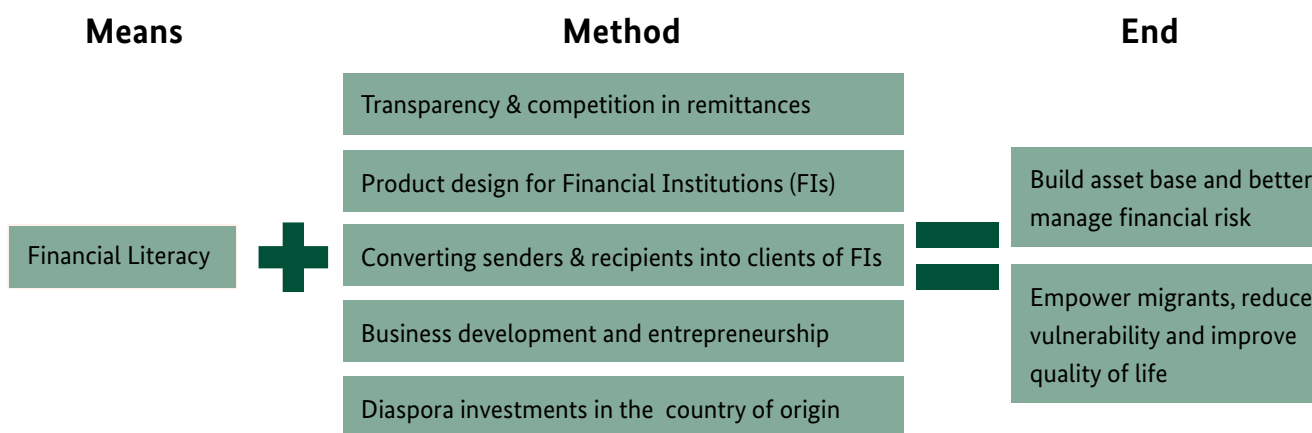 Means
Method
End
Financial Literacy
Transparency & competition in remittances
Product design for Financial Institutions (FIs)
Converting senders & recipients into clients of FIs
Business development and entrepreneurship
Diaspora investments in the country of origin
Build asset base and better
manage financial risk
Empower migrants, reduce
vulnerability and improve
quality of life